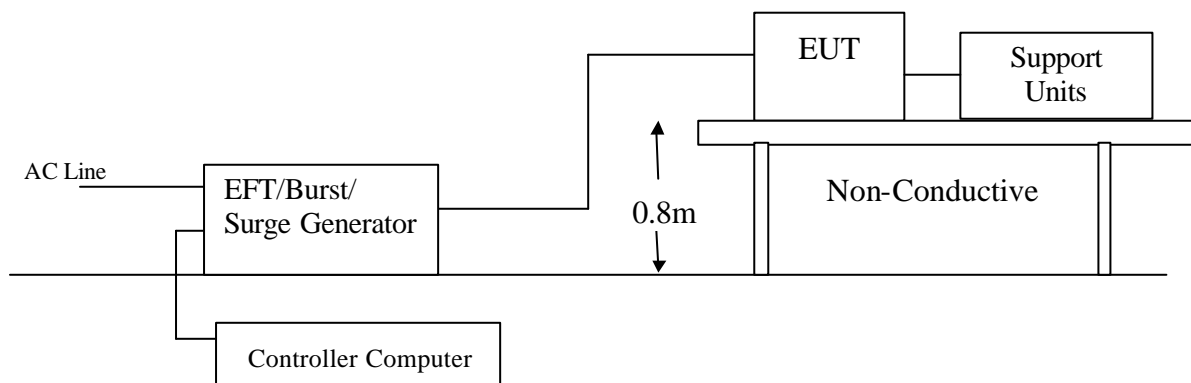 EUT
Support
Units
AC Line
EFT/Burst/
Surge Generator
0.8m
Non-Conductive
Controller Computer